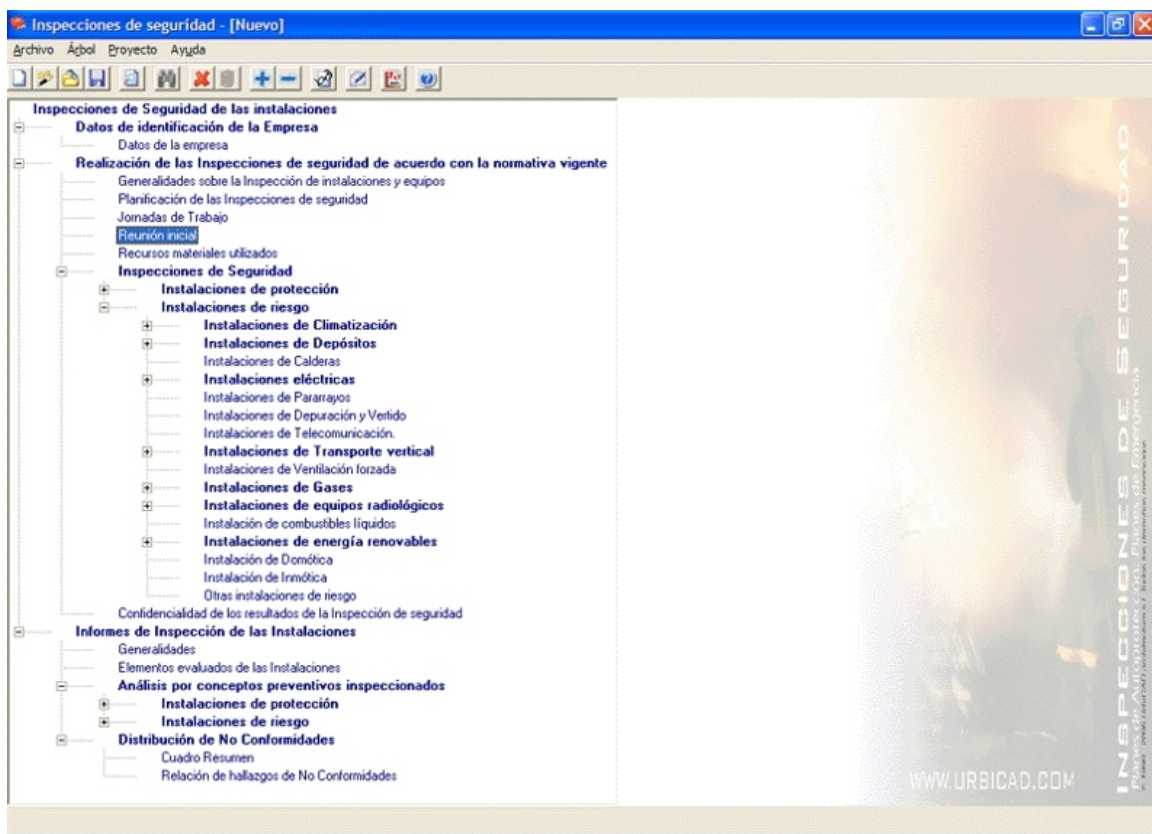 Inspecciones de seguridad - [Nuevo]
Archivo Árbol Proyecto Ayuda
Inspecciones de Seguridad de las instalaciones
Datos de identificación de la Empresa
Datos de la empresa
Realización de las Inspecciones de seguridad de acuerdo con la normativa vigente
Generalidades sobre la Inspección de instalaciones y equipos
Planificación de las Inspecciones de seguridad
Jornadas de Trabajo
Reunión inicial
Recursos materiales utilizados
Inspecciones de Seguridad
Instalaciones de protección
Instalaciones de riesgo
Instalaciones de Climatización
Instalaciones de Depósitos
Instalaciones de Calderas
Instalaciones eléctricas
Instalaciones de Pararrayos
Instalaciones de Depuración y Vertido
Instalaciones de Telecomunicación.
Instalaciones de Transporte vertical
Instalaciones de Ventilación forzada
Instalaciones de Gases
Instalaciones de equipos radiológicos
Instalación de combustibles líquidos
Instalaciones de energía renovables
Instalación de Domótica
Instalación de Inmótica
Otras instalaciones de riesgo
Confidencialidad de los resultados de la Inspección de seguridad
Informes de Inspección de las Instalaciones
Generalidades
Elementos evaluados de las Instalaciones
Análisis por conceptos preventivos inspeccionados
Instalaciones de protección
Instalaciones de riesgo
Distribución de No Conformidades
Cuadro Resumen
Relación de hallazgos de No Conformidades
INSPECCIONES DE SEGURIDAD
Planes de Autoprotección: Planes de Emergencia
WWW.URBICAD.COM